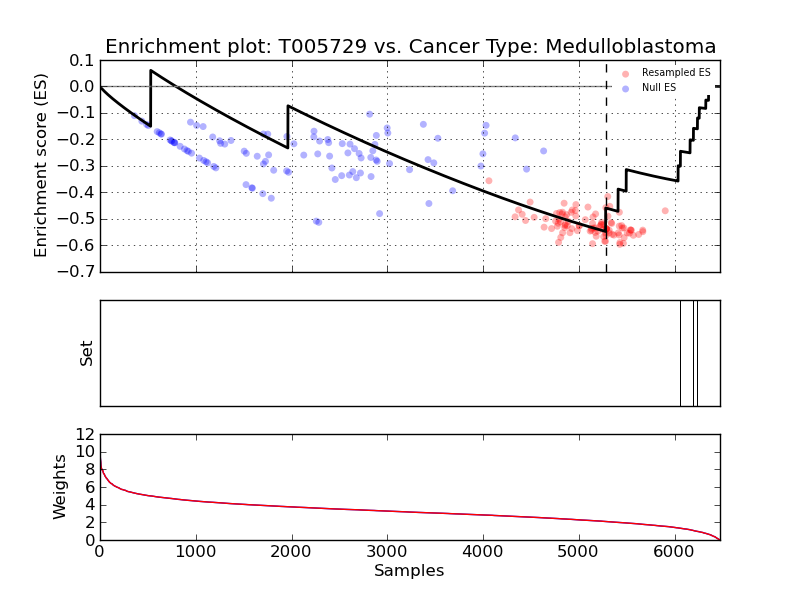 Enrichment plot: T005729 vs. Cancer Type: Medulloblastoma
Enrichment score (ES)
0.1
0.0
−0.1
−0.2
−0.3
−0.4
−0.5
−0.6
−0.7
Resampled ES
Null ES
Set
Weights
12
10
8
6
4
2
0
0 1000 2000 3000 4000 5000 6000
Samples